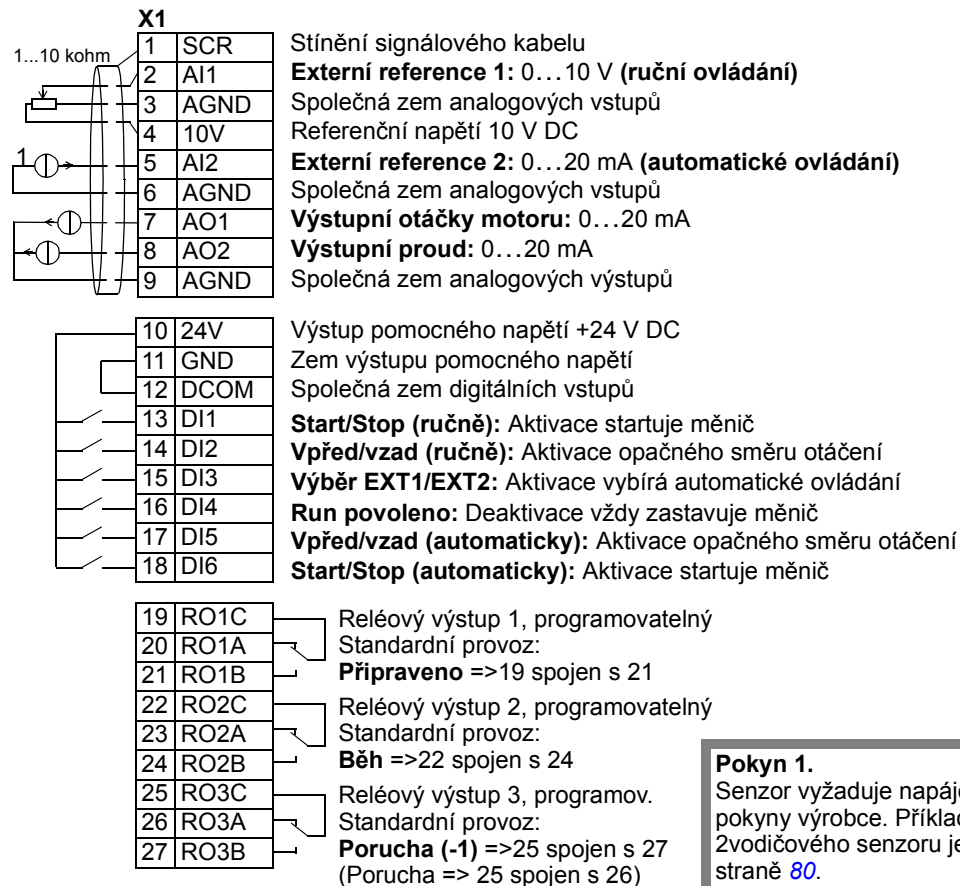 X1
1...10 kohm
1 SCR Stínění signálového kabelu
2 AI1 Externí reference 1: 0…10 V (ruční ovládání)
3 AGND Společná zem analogových vstupů
4 10V Referenční napětí 10 V DC
1 5 AI2 Externí reference 2: 0…20 mA (automatické ovládání)
6 AGND Společná zem analogových vstupů
7 AO1 Výstupní otáčky motoru: 0…20 mA
8 AO2 Výstupní proud: 0…20 mA
9 AGND Společná zem analogových výstupů
10 24V Výstup pomocného napětí +24 V DC
11 GND Zem výstupu pomocného napětí
12 DCOM Společná zem digitálních vstupů
13 DI1 Start/Stop (ručně): Aktivace startuje měnič
14 DI2 Vpřed/vzad (ručně): Aktivace opačného směru otáčení
15 DI3 Výběr EXT1/EXT2: Aktivace vybírá automatické ovládání
16 DI4 Run povoleno: Deaktivace vždy zastavuje měnič
17 DI5 Vpřed/vzad (automaticky): Aktivace opačného směru otáčení
18 DI6 Start/Stop (automaticky): Aktivace startuje měnič
19 RO1C Reléový výstup 1, programovatelný
20 RO1A Standardní provoz:
21 RO1B Připraveno =>19 spojen s 21
22 RO2C Reléový výstup 2, programovatelný
23 RO2A Standardní provoz:
24 RO2B Běh =>22 spojen s 24
25 RO3C Reléový výstup 3, programov.
26 RO3A Standardní provoz:
27 RO3B Porucha (-1) =>25 spojen s 27
(Porucha => 25 spojen s 26)
Pokyn 1.
Senzor vyžaduje napáje
pokyny výrobce. Příklad
2vodičového senzoru je
straně 80.